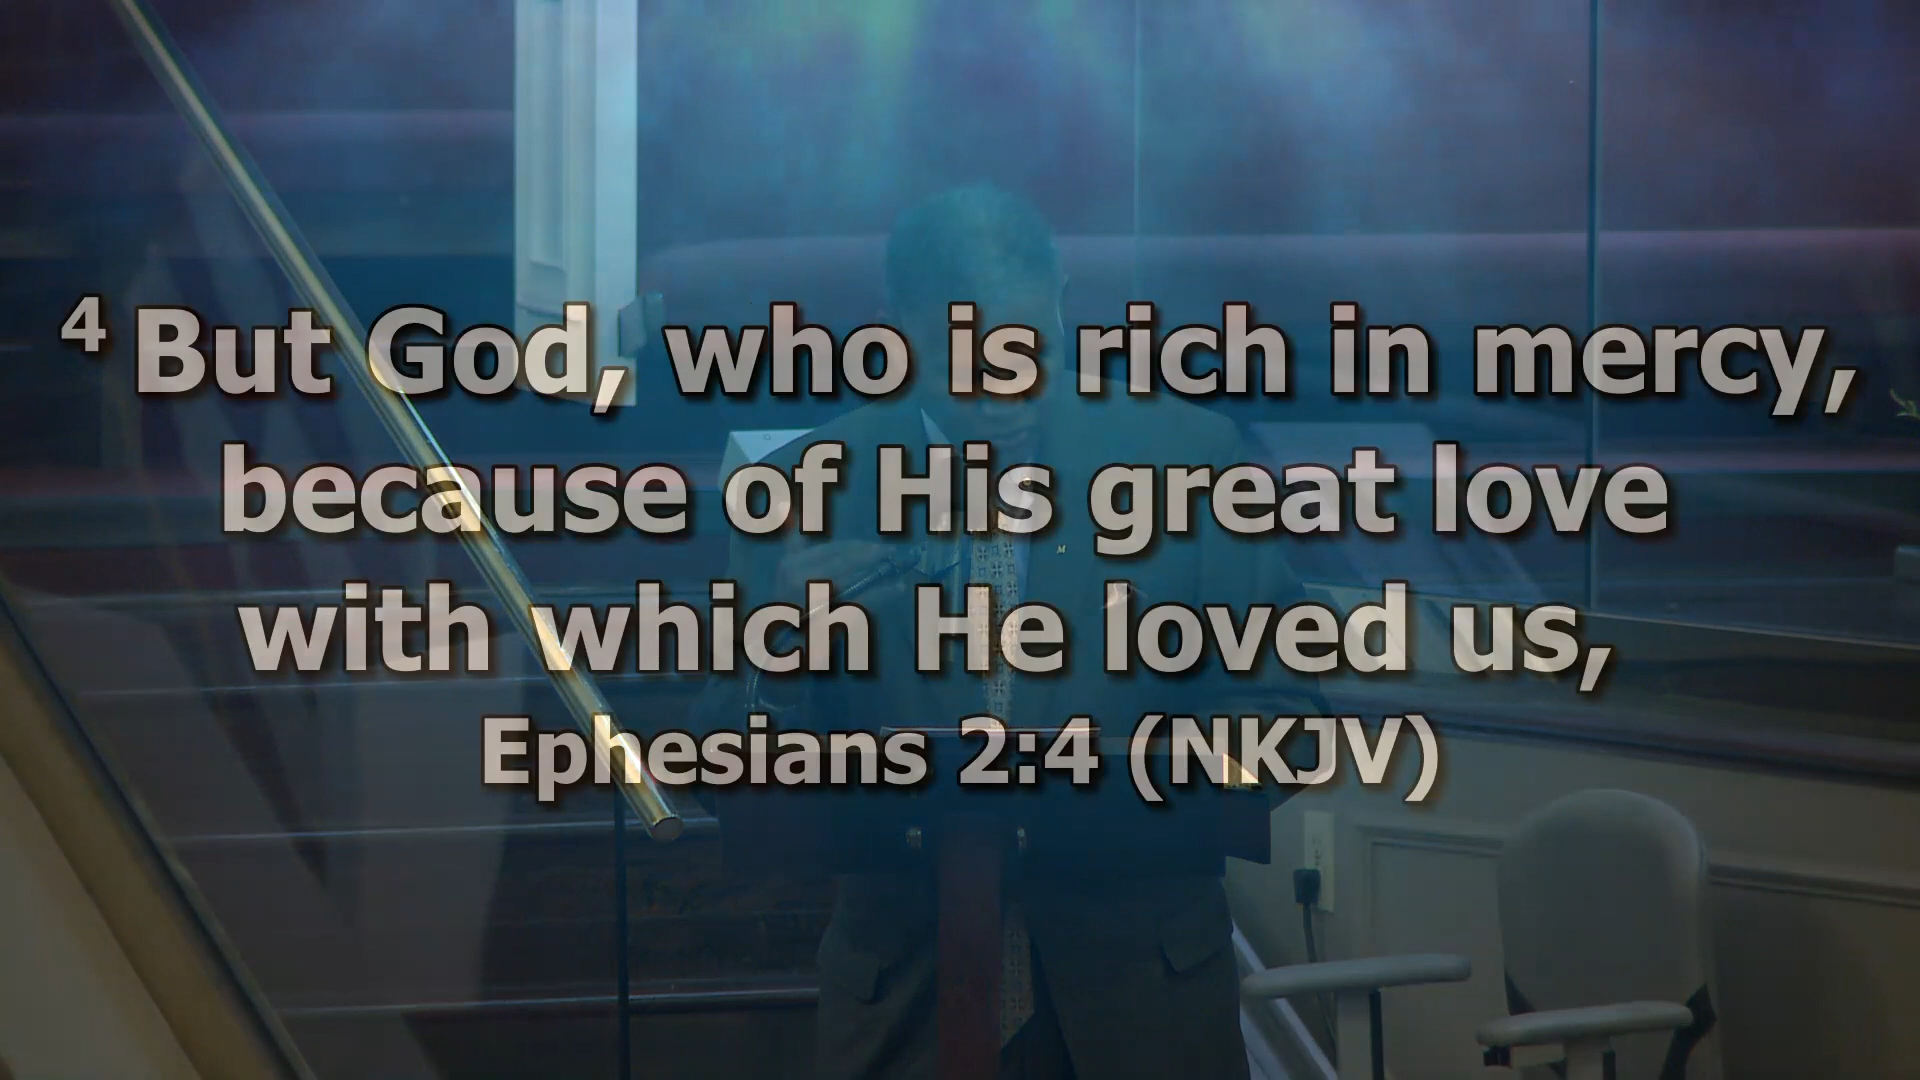 4 But God, who is rich in mercy,
because of His great love
with which He loved us,
Ephesians 2:4 (NKJV)